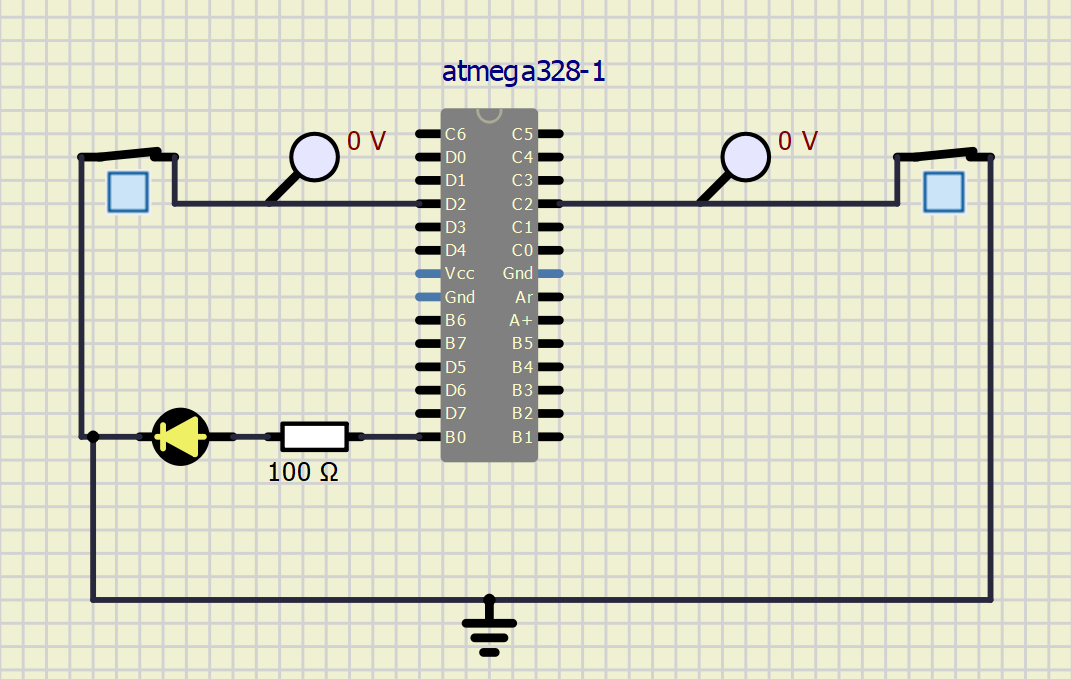 atmega328-1
0 V
0 V
C6 C5
D0 C4
D1 C3
D2 C2
D3 C1
D4 C0
Vcc Gnd
Gnd Ar
B6 A+
B7 B5
D5 B4
D6 B3
D7 B2
B0 B1
100 Ω